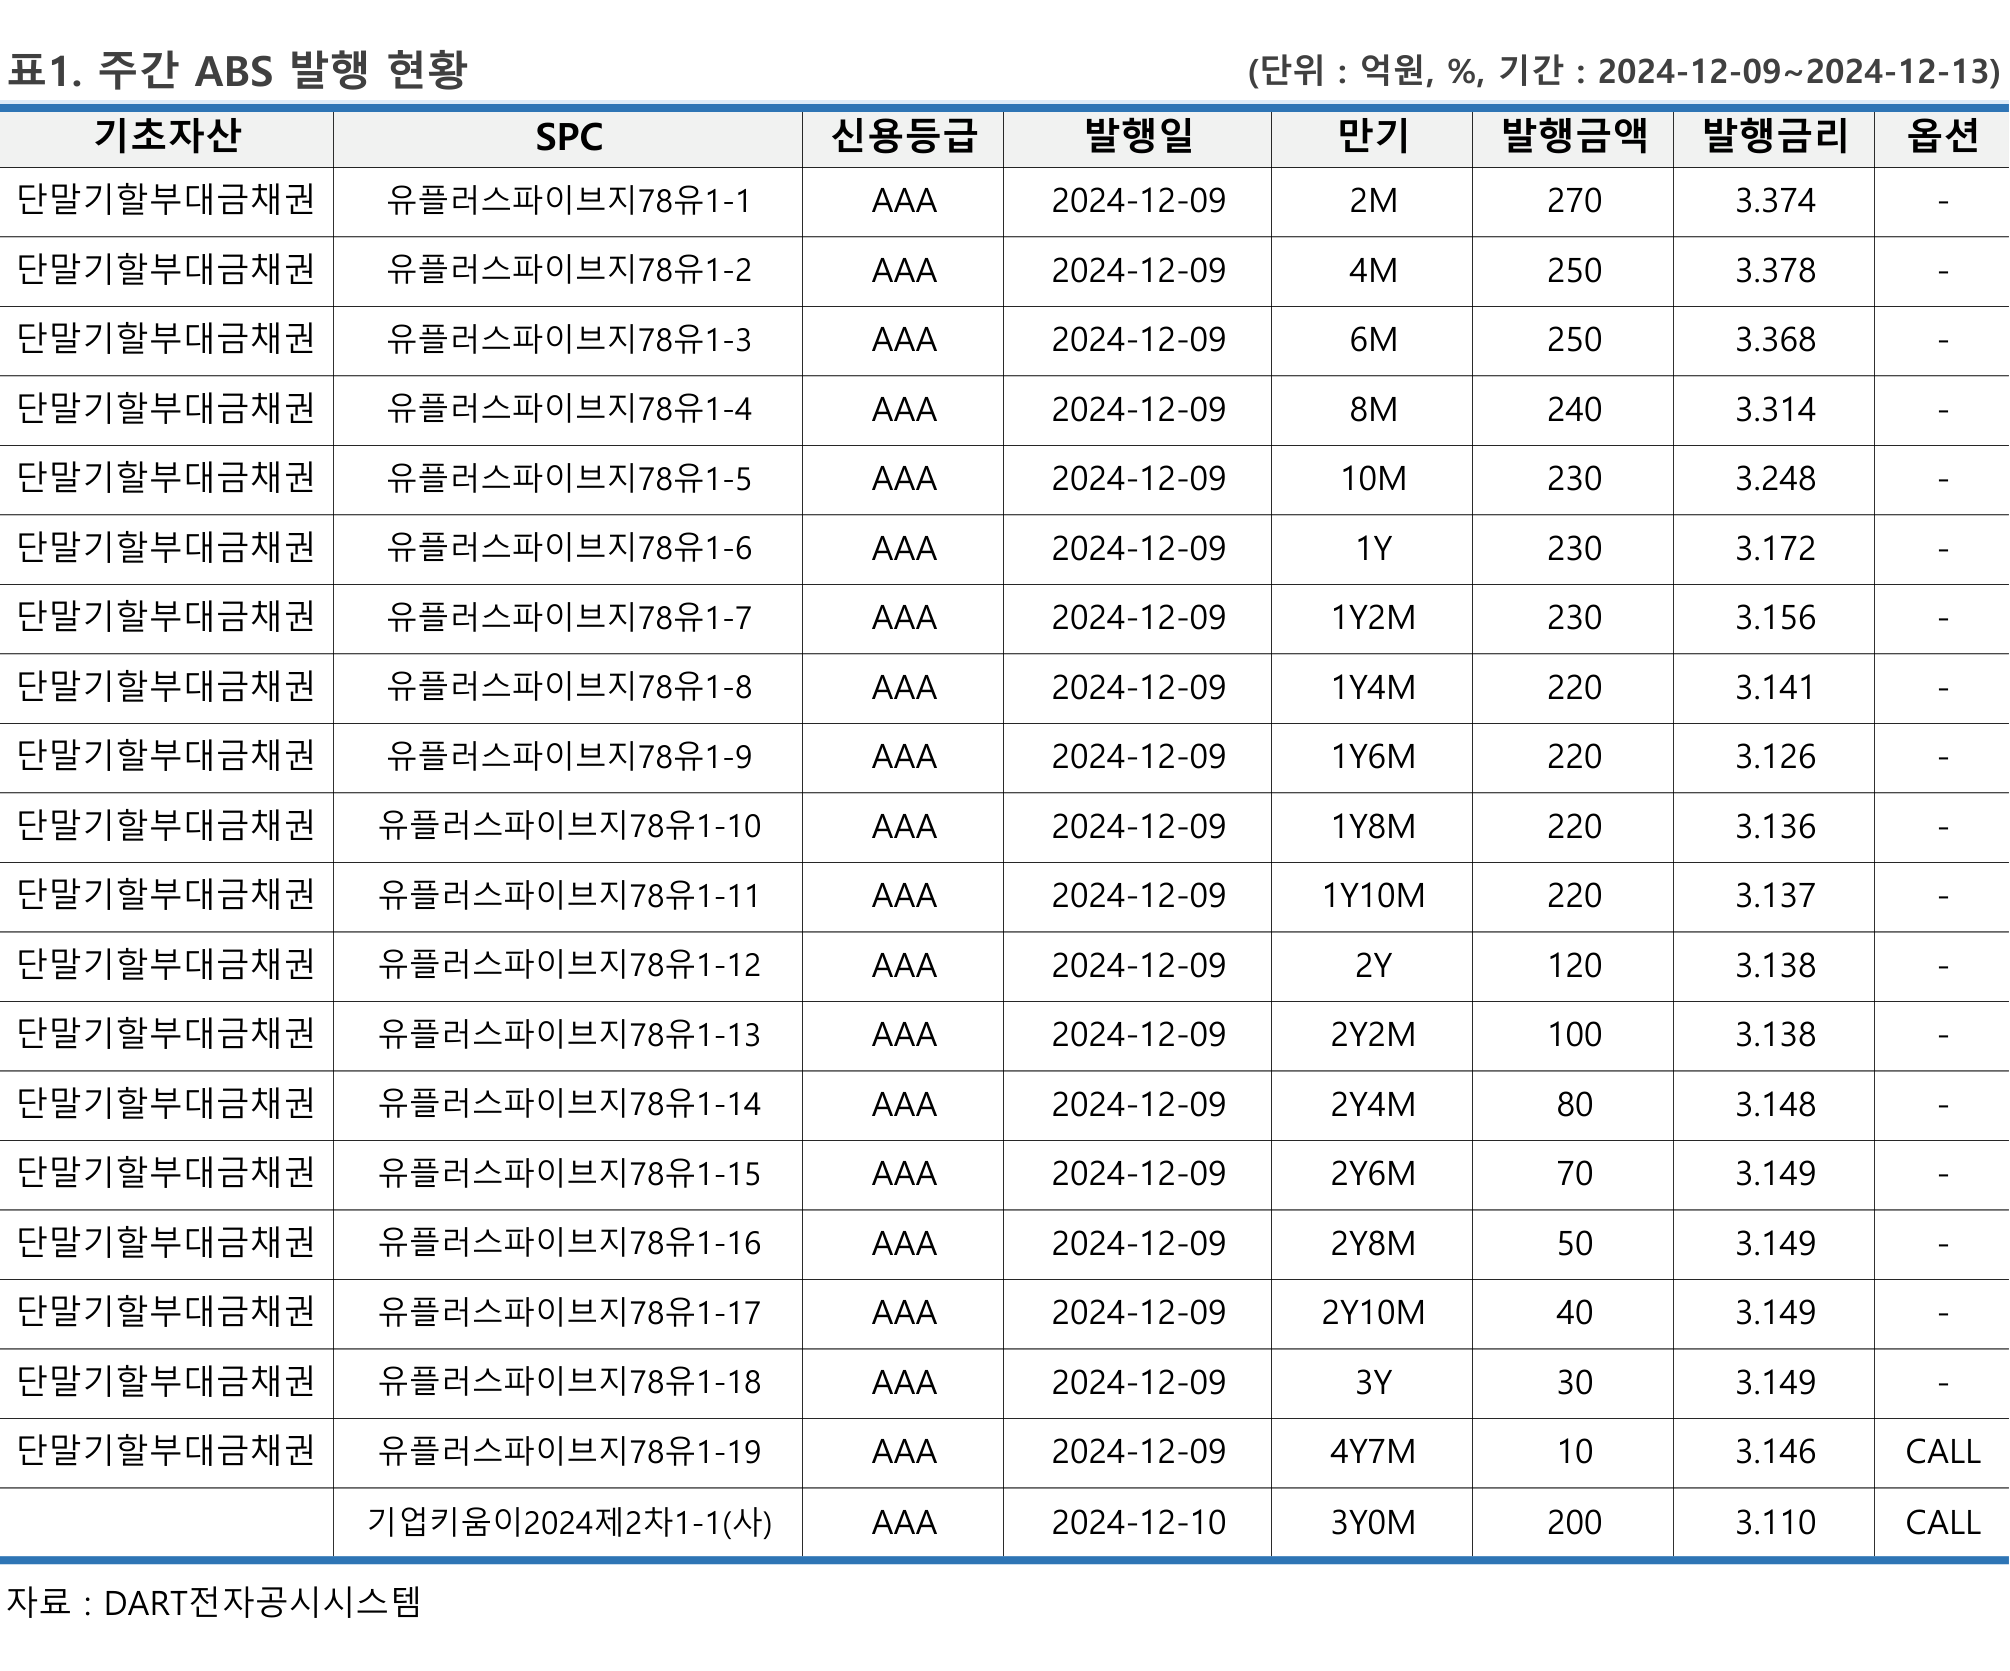 표1. 주간 ABS 발행 현황 (단위 : 억원, %, 기간 : 2024-12-09~2024-12-13)
기초자산 SPC 신용등급 발행일 만기 발행금액 발행금리 옵션
단말기할부대금채권 유플러스파이브지78유1-1 AAA 2024-12-09 2M 270 3.374 -
단말기할부대금채권 유플러스파이브지78유1-2 AAA 2024-12-09 4M 250 3.378 -
단말기할부대금채권 유플러스파이브지78유1-3 AAA 2024-12-09 6M 250 3.368 -
단말기할부대금채권 유플러스파이브지78유1-4 AAA 2024-12-09 8M 240 3.314 -
단말기할부대금채권 유플러스파이브지78유1-5 AAA 2024-12-09 10M 230 3.248 -
단말기할부대금채권 유플러스파이브지78유1-6 AAA 2024-12-09 1Y 230 3.172 -
단말기할부대금채권 유플러스파이브지78유1-7 AAA 2024-12-09 1Y2M 230 3.156 -
단말기할부대금채권 유플러스파이브지78유1-8 AAA 2024-12-09 1Y4M 220 3.141 -
단말기할부대금채권 유플러스파이브지78유1-9 AAA 2024-12-09 1Y6M 220 3.126 -
단말기할부대금채권 유플러스파이브지78유1-10 AAA 2024-12-09 1Y8M 220 3.136 -
단말기할부대금채권 유플러스파이브지78유1-11 AAA 2024-12-09 1Y10M 220 3.137 -
단말기할부대금채권 유플러스파이브지78유1-12 AAA 2024-12-09 2Y 120 3.138 -
단말기할부대금채권 유플러스파이브지78유1-13 AAA 2024-12-09 2Y2M 100 3.138 -
단말기할부대금채권 유플러스파이브지78유1-14 AAA 2024-12-09 2Y4M 80 3.148 -
단말기할부대금채권 유플러스파이브지78유1-15 AAA 2024-12-09 2Y6M 70 3.149 -
단말기할부대금채권 유플러스파이브지78유1-16 AAA 2024-12-09 2Y8M 50 3.149 -
단말기할부대금채권 유플러스파이브지78유1-17 AAA 2024-12-09 2Y10M 40 3.149 -
단말기할부대금채권 유플러스파이브지78유1-18 AAA 2024-12-09 3Y 30 3.149 -
단말기할부대금채권 유플러스파이브지78유1-19 AAA 2024-12-09 4Y7M 10 3.146 CALL
기업키움이2024제2차1-1(사) AAA 2024-12-10 3Y0M 200 3.110 CALL
자료 : DART전자공시시스템